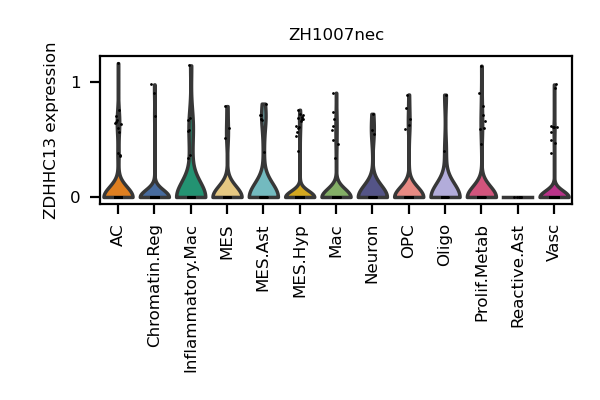 ZH1007nec
ZDHHC13 expression
1
0
AC
Chromatin.Reg
Inflammatory.Mac
MES
MES.Ast
MES.Hyp
Mac
Neuron
OPC
Oligo
Prolif.Metab
Reactive.Ast
Vasc